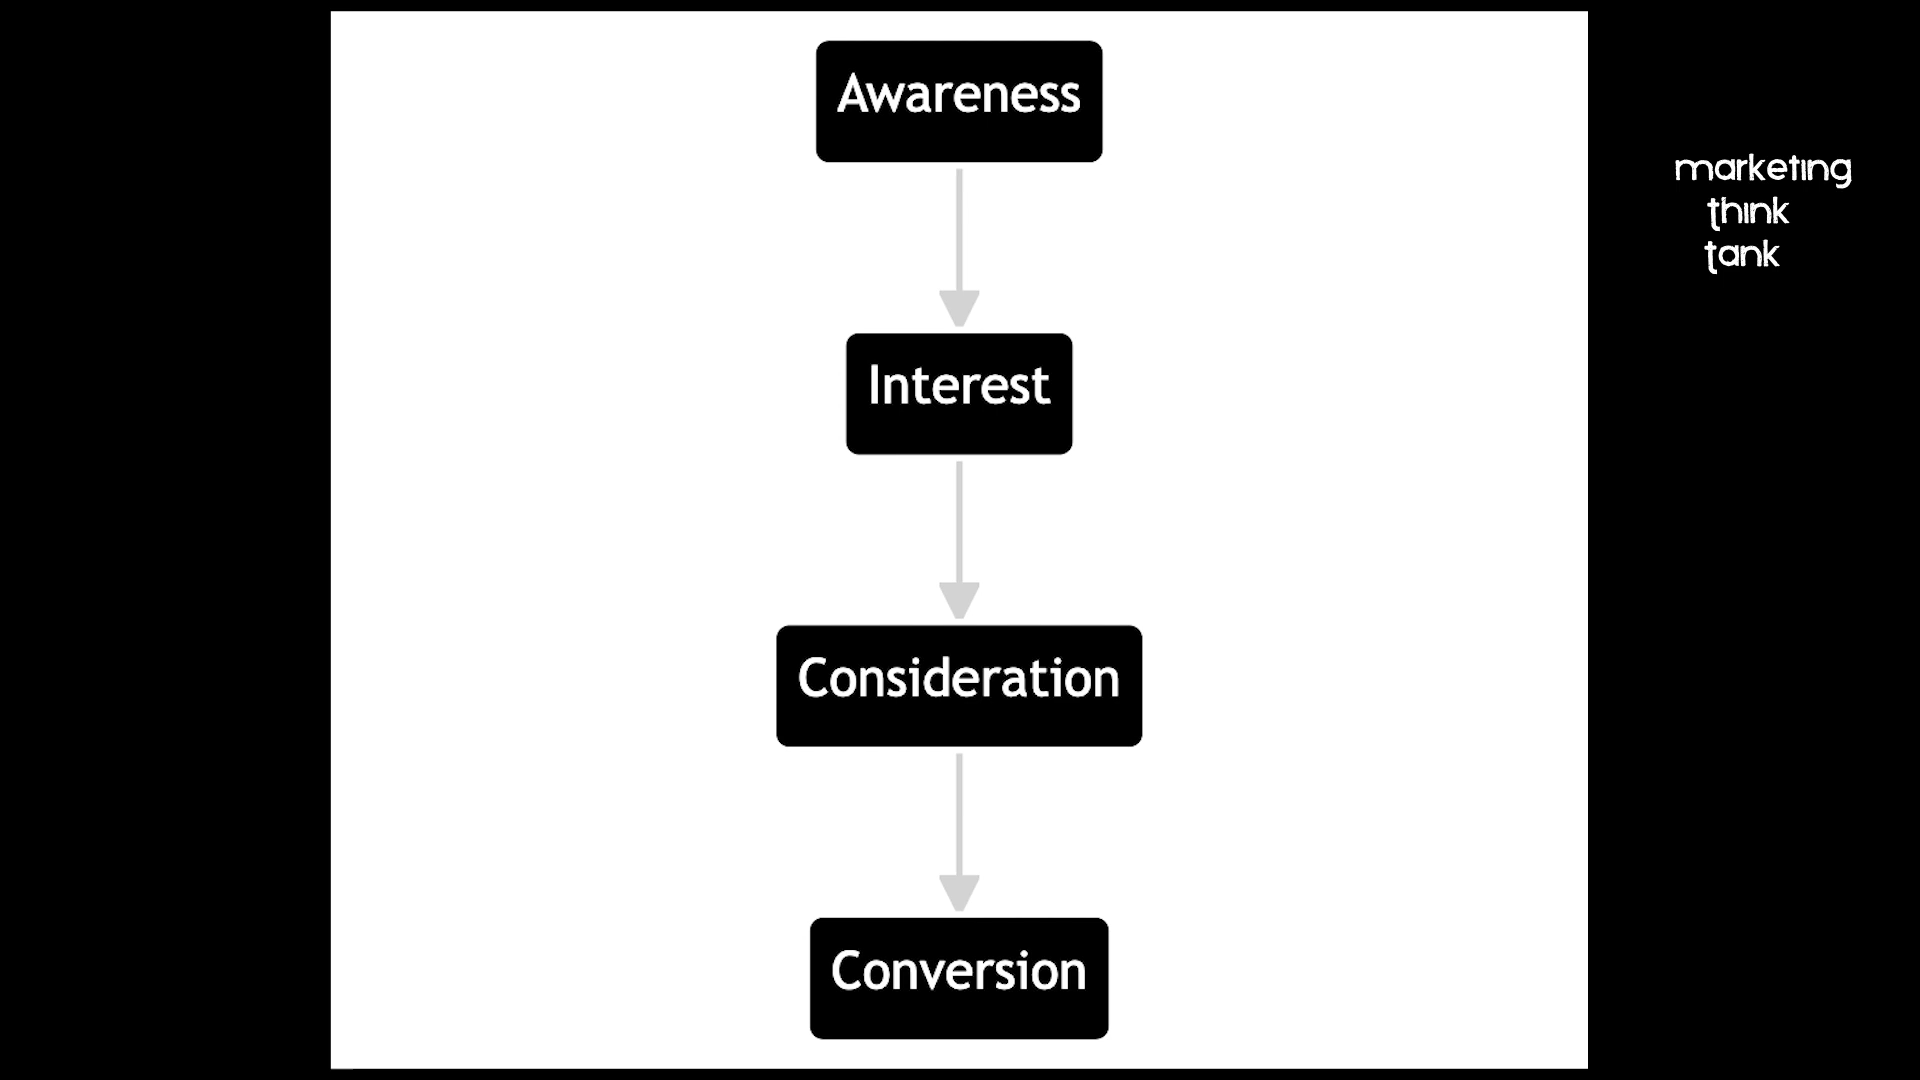 Awareness
Interest
Consideration
Conversion
marketing
think
tank